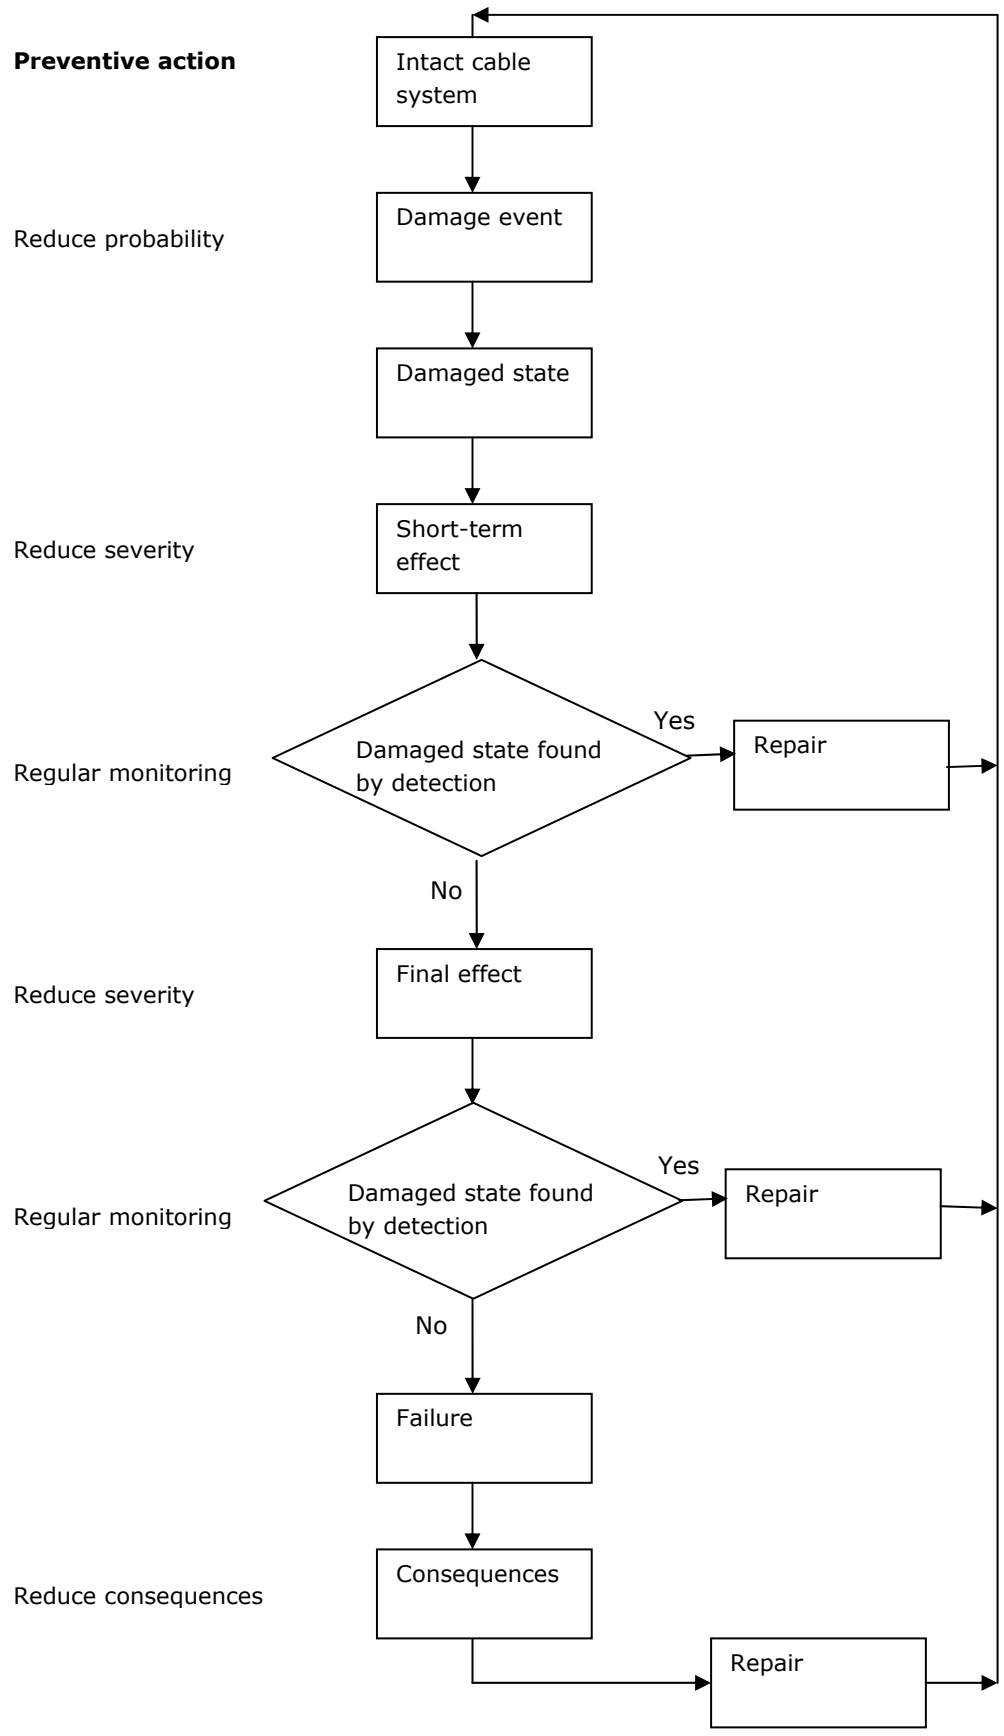 Preventive action
Intact cable
system
Reduce probability
Damage event
Damaged state
Reduce severity
Short-term
effect
Regular monitoring
Damaged state found
by detection
Yes
Repair
No
Reduce severity
Final effect
Regular monitoring
Damaged state found
by detection
Yes
Repair
No
Failure
Reduce consequences
Consequences
Repair